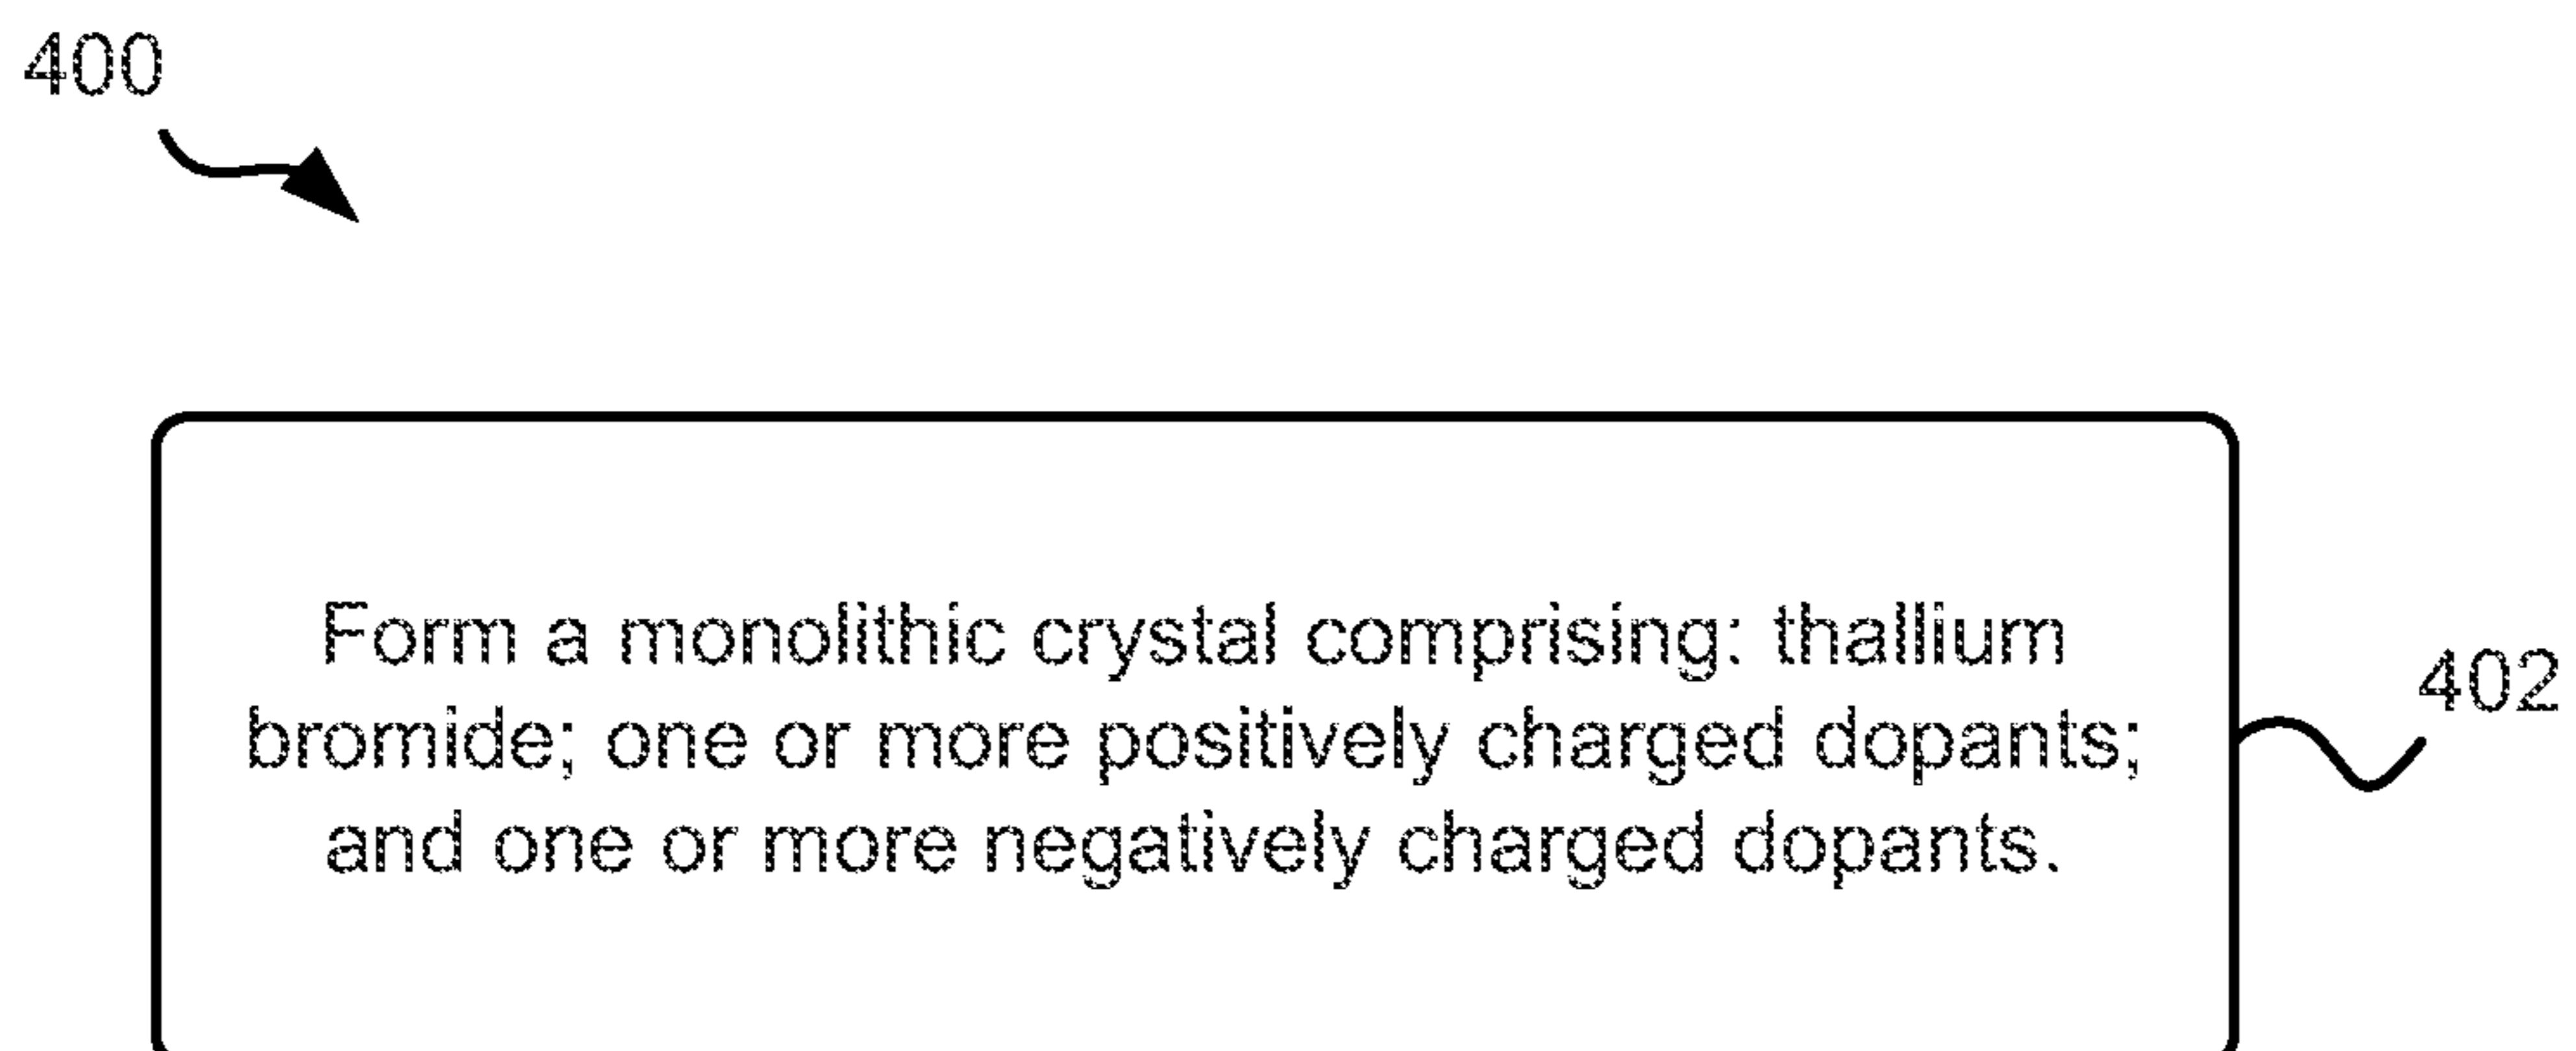 400
Form a monolithic crystal comprising: thallium
bromide; one or more positively charged dopants;
and one or more negatively charged dopants.
402